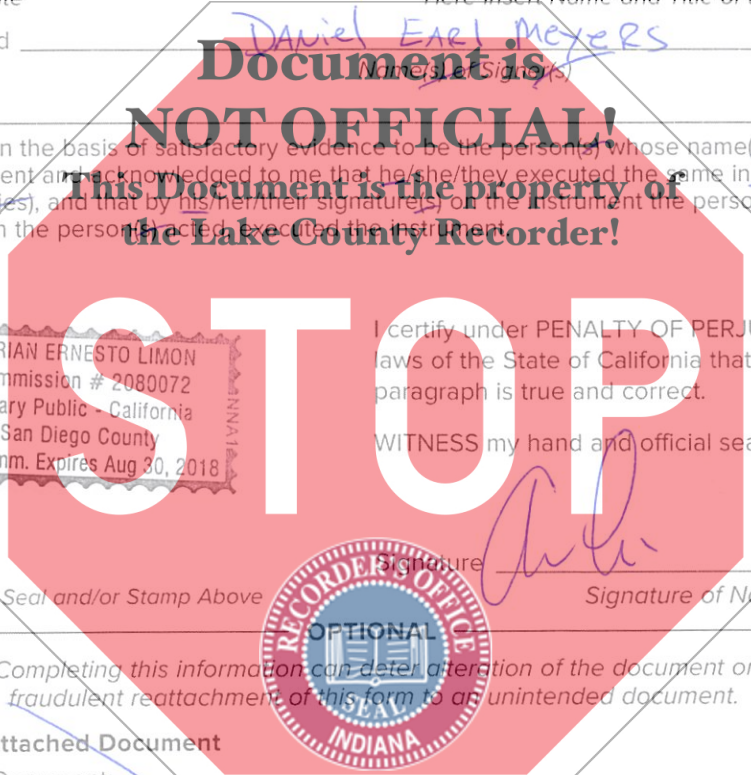 Here Insert Name and Title of
DANiel EARl MeyeRS
Document is
Name(s) of Signer(s)
NOT OFFICIAL!
n the basis of satisfactory evidence to be the person(s) whose name(
ent and acknowledged to me that he/she/they executed the same in
This Document is the property of
es), and that by his/her/their signature(s) on the instrument the perso
the Lake County Recorder!
the person(s) acted, executed the instrument.
STOP
I certify under PENALTY OF PERJU
laws of the State of California that
paragraph is true and correct.
WITNESS my hand and official sea
RIAN ERNESTO LIMON
mmission # 2080072
ary Public - California
San Diego County
mm. Expires Aug 30, 2018
NNA1
Signature
Seal and/or Stamp Above
Signature of No
RECORDER'S OFFICE
OPTIONAL
SEAL
INDIANA
Completing this information can deter alteration of the document or
fraudulent reattachment of this form to an unintended document.
ttached Document